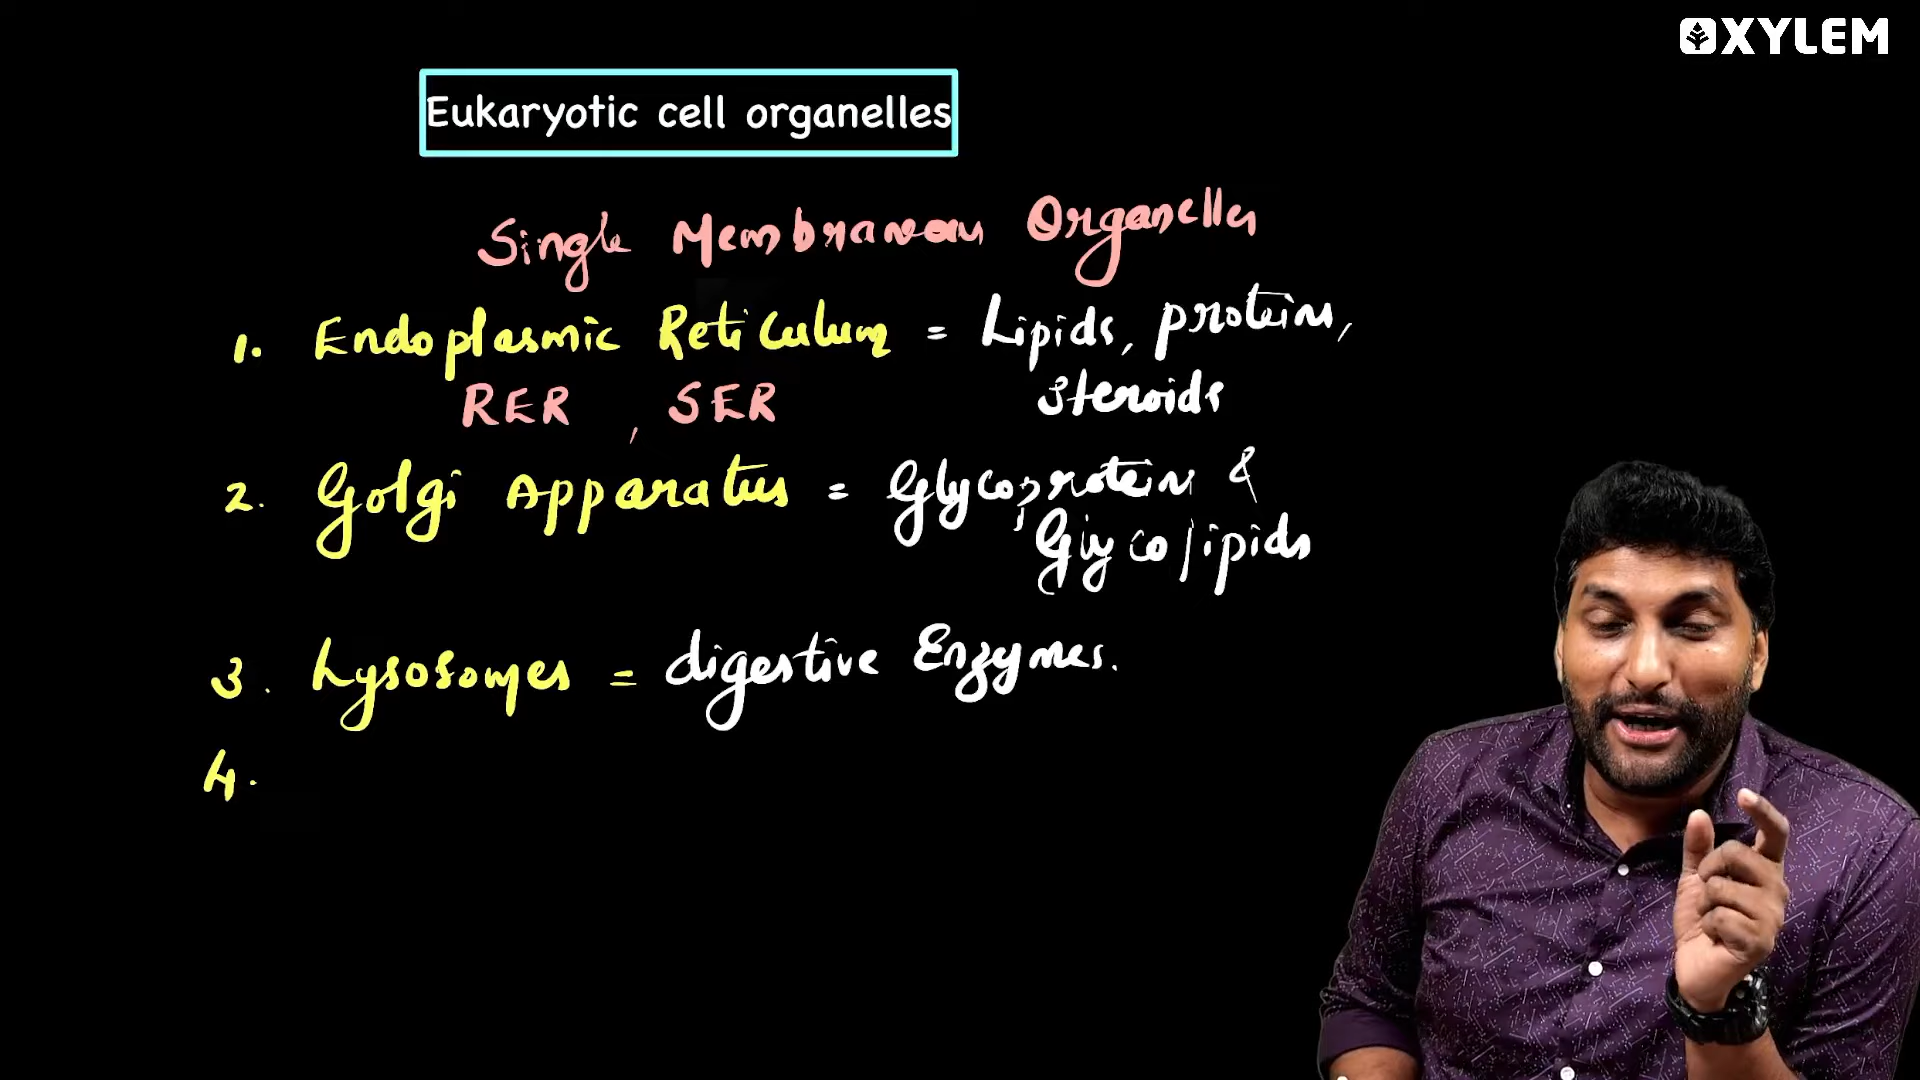 XYLEM
Eukaryotic cell organelles
Single Membranous Organelles
1. Endoplasmic Reticulum = Lipids, proteins,
RER , SER steroids
2. Golgi Apparatus = Glycoproteins &
Glycolipids
3. Lysosomes = digestive Enzymes.
4.